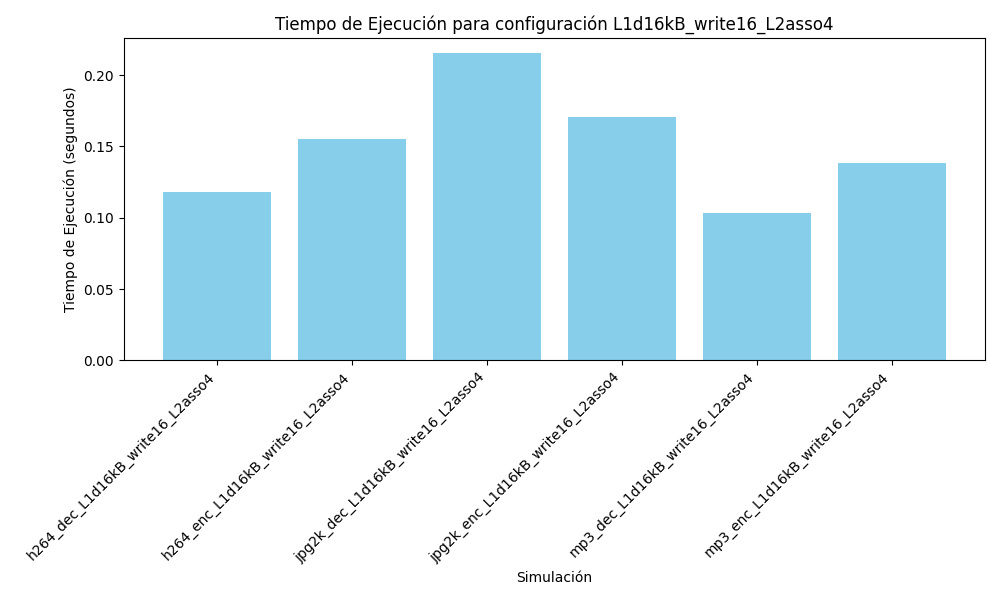 Tiempo de Ejecución para configuración L1d16kB_write16_L2asso4
Tiempo de Ejecución (segundos)
0.20
0.15
0.10
0.05
0.00
h264_dec_L1d16kB_write16_L2asso4
h264_enc_L1d16kB_write16_L2asso4
jpg2k_dec_L1d16kB_write16_L2asso4
jpg2k_enc_L1d16kB_write16_L2asso4
mp3_dec_L1d16kB_write16_L2asso4
mp3_enc_L1d16kB_write16_L2asso4
Simulación